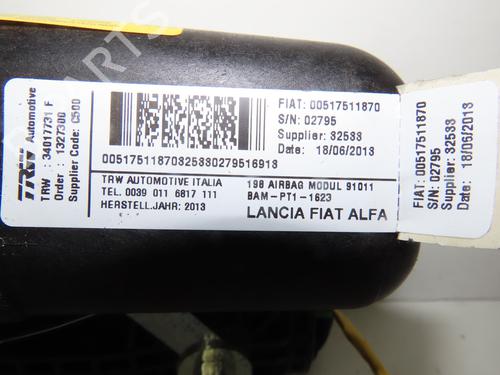 TRW Automotive
TRW : 34017731 F
Order : 1327300
Supplier Code: C500
FIAT: 00517511870
S/N: 02795
Supplier: 32533
Date: 18/06/2013
00517511870325330279516913
TRW AUTOMOTIVE ITALIA
TEL. 0039 011 6817 111
HERSTELL.JAHR: 2013
198 AIRBAG MODUL 91011
BAM-PT1-1623
LANCIA FIAT ALFA
FIAT: 00517511870
S/N: 02795
Supplier: 32533
Date: 18/06/2013
PARTS